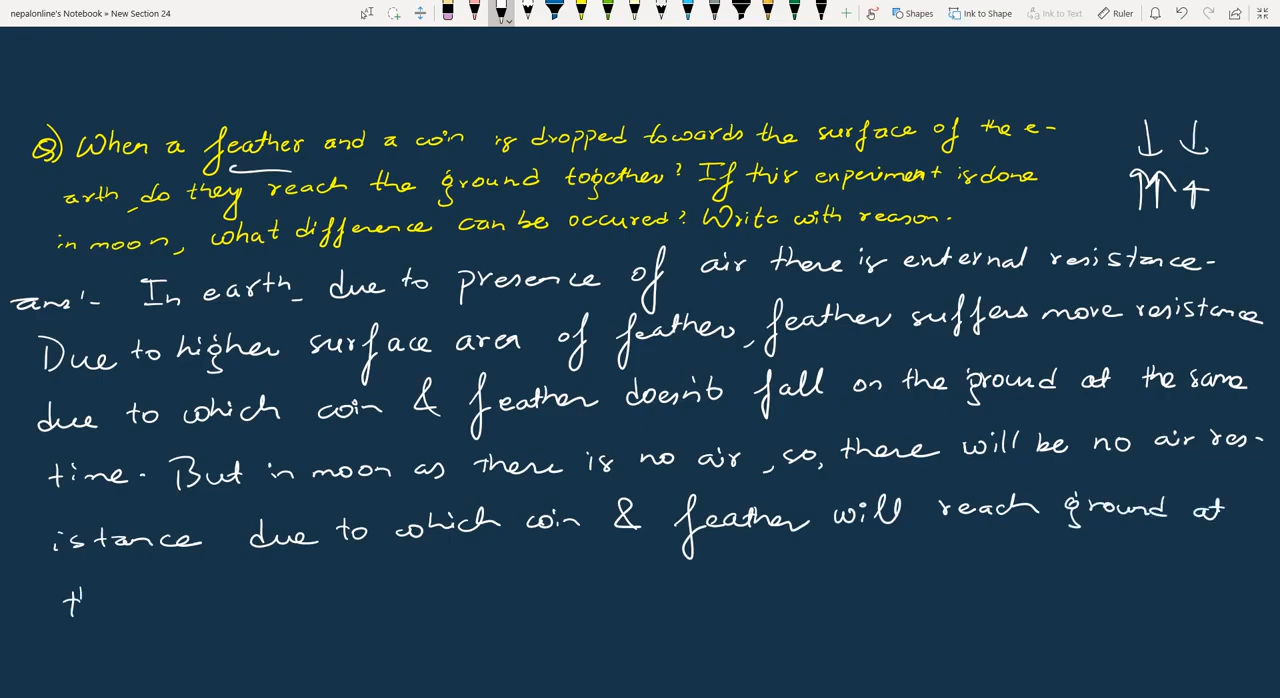 nepalonline's Notebook » New Section 24
Shapes Ink to Shape Ink to Text Ruler
Q) When a feather and a coin is dropped towards the surface of the e-
arth, do they reach the ground together? If this experiment is done
in moon, what difference can be occured? Write with reason.
ans:- In earth due to presence of air there is external resistance.
Due to higher surface area of feather, feather suffers more resistance
due to which coin & feather doesn't fall on the ground at the same
time. But in moon as there is no air, so, there will be no air res-
istance due to which coin & feather will reach ground at